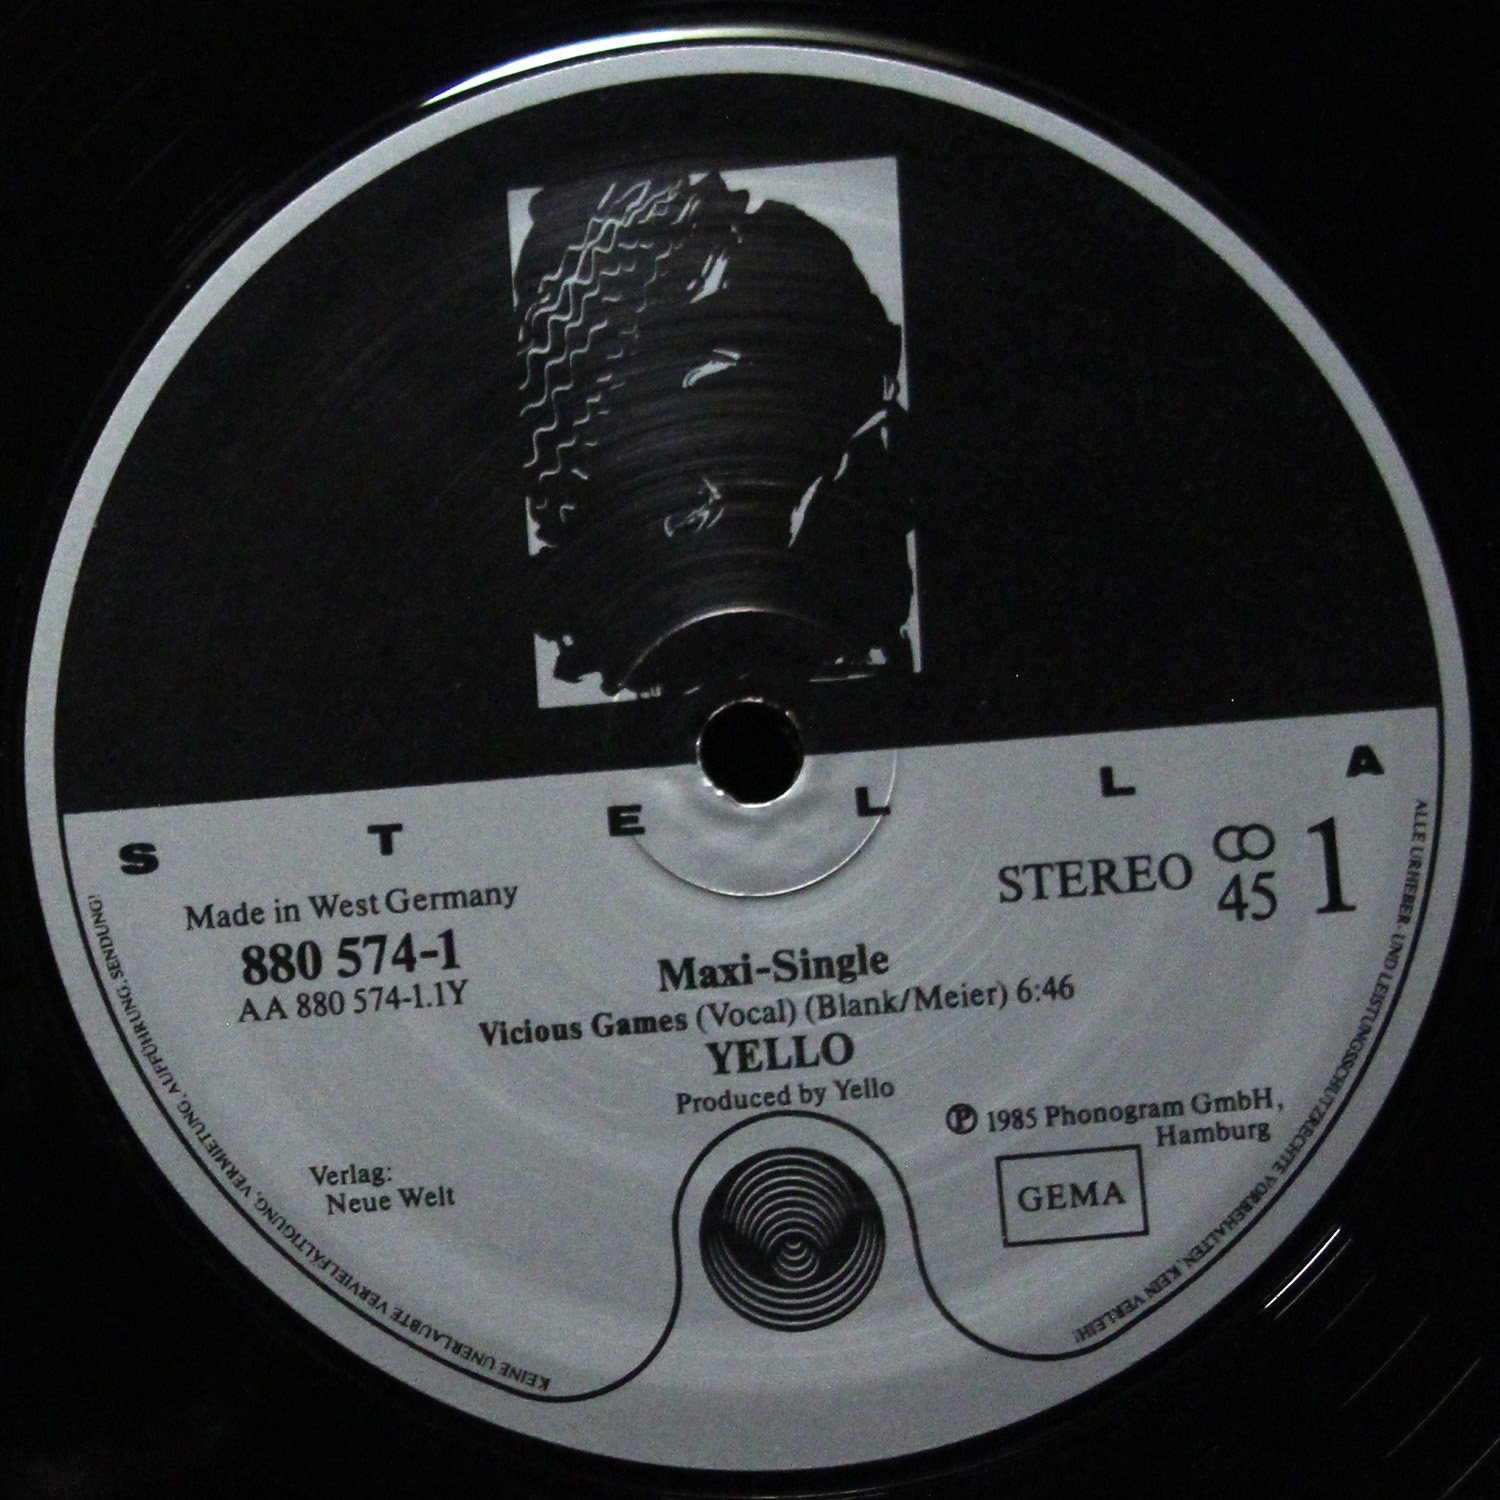 S T E L L A
Made in West Germany
880 574-1
AA 880 574-1.1Y
STEREO
45
1
Maxi-Single
Vicious Games (Vocal) (Blank/Meier) 6:46
YELLO
Produced by Yello
℗ 1985 Phonogram GmbH,
Hamburg
GEMA
Verlag:
Neue Welt
ALLE URHEBER- UND LEISTUNGSSCHUTZRECHTE VORBEHALTEN, KEIN VERLEIH!
KEINE UNERLAUBTE VERVIELFÄLTIGUNG, VERMIETUNG, AUFFÜHRUNG, SENDUNG!